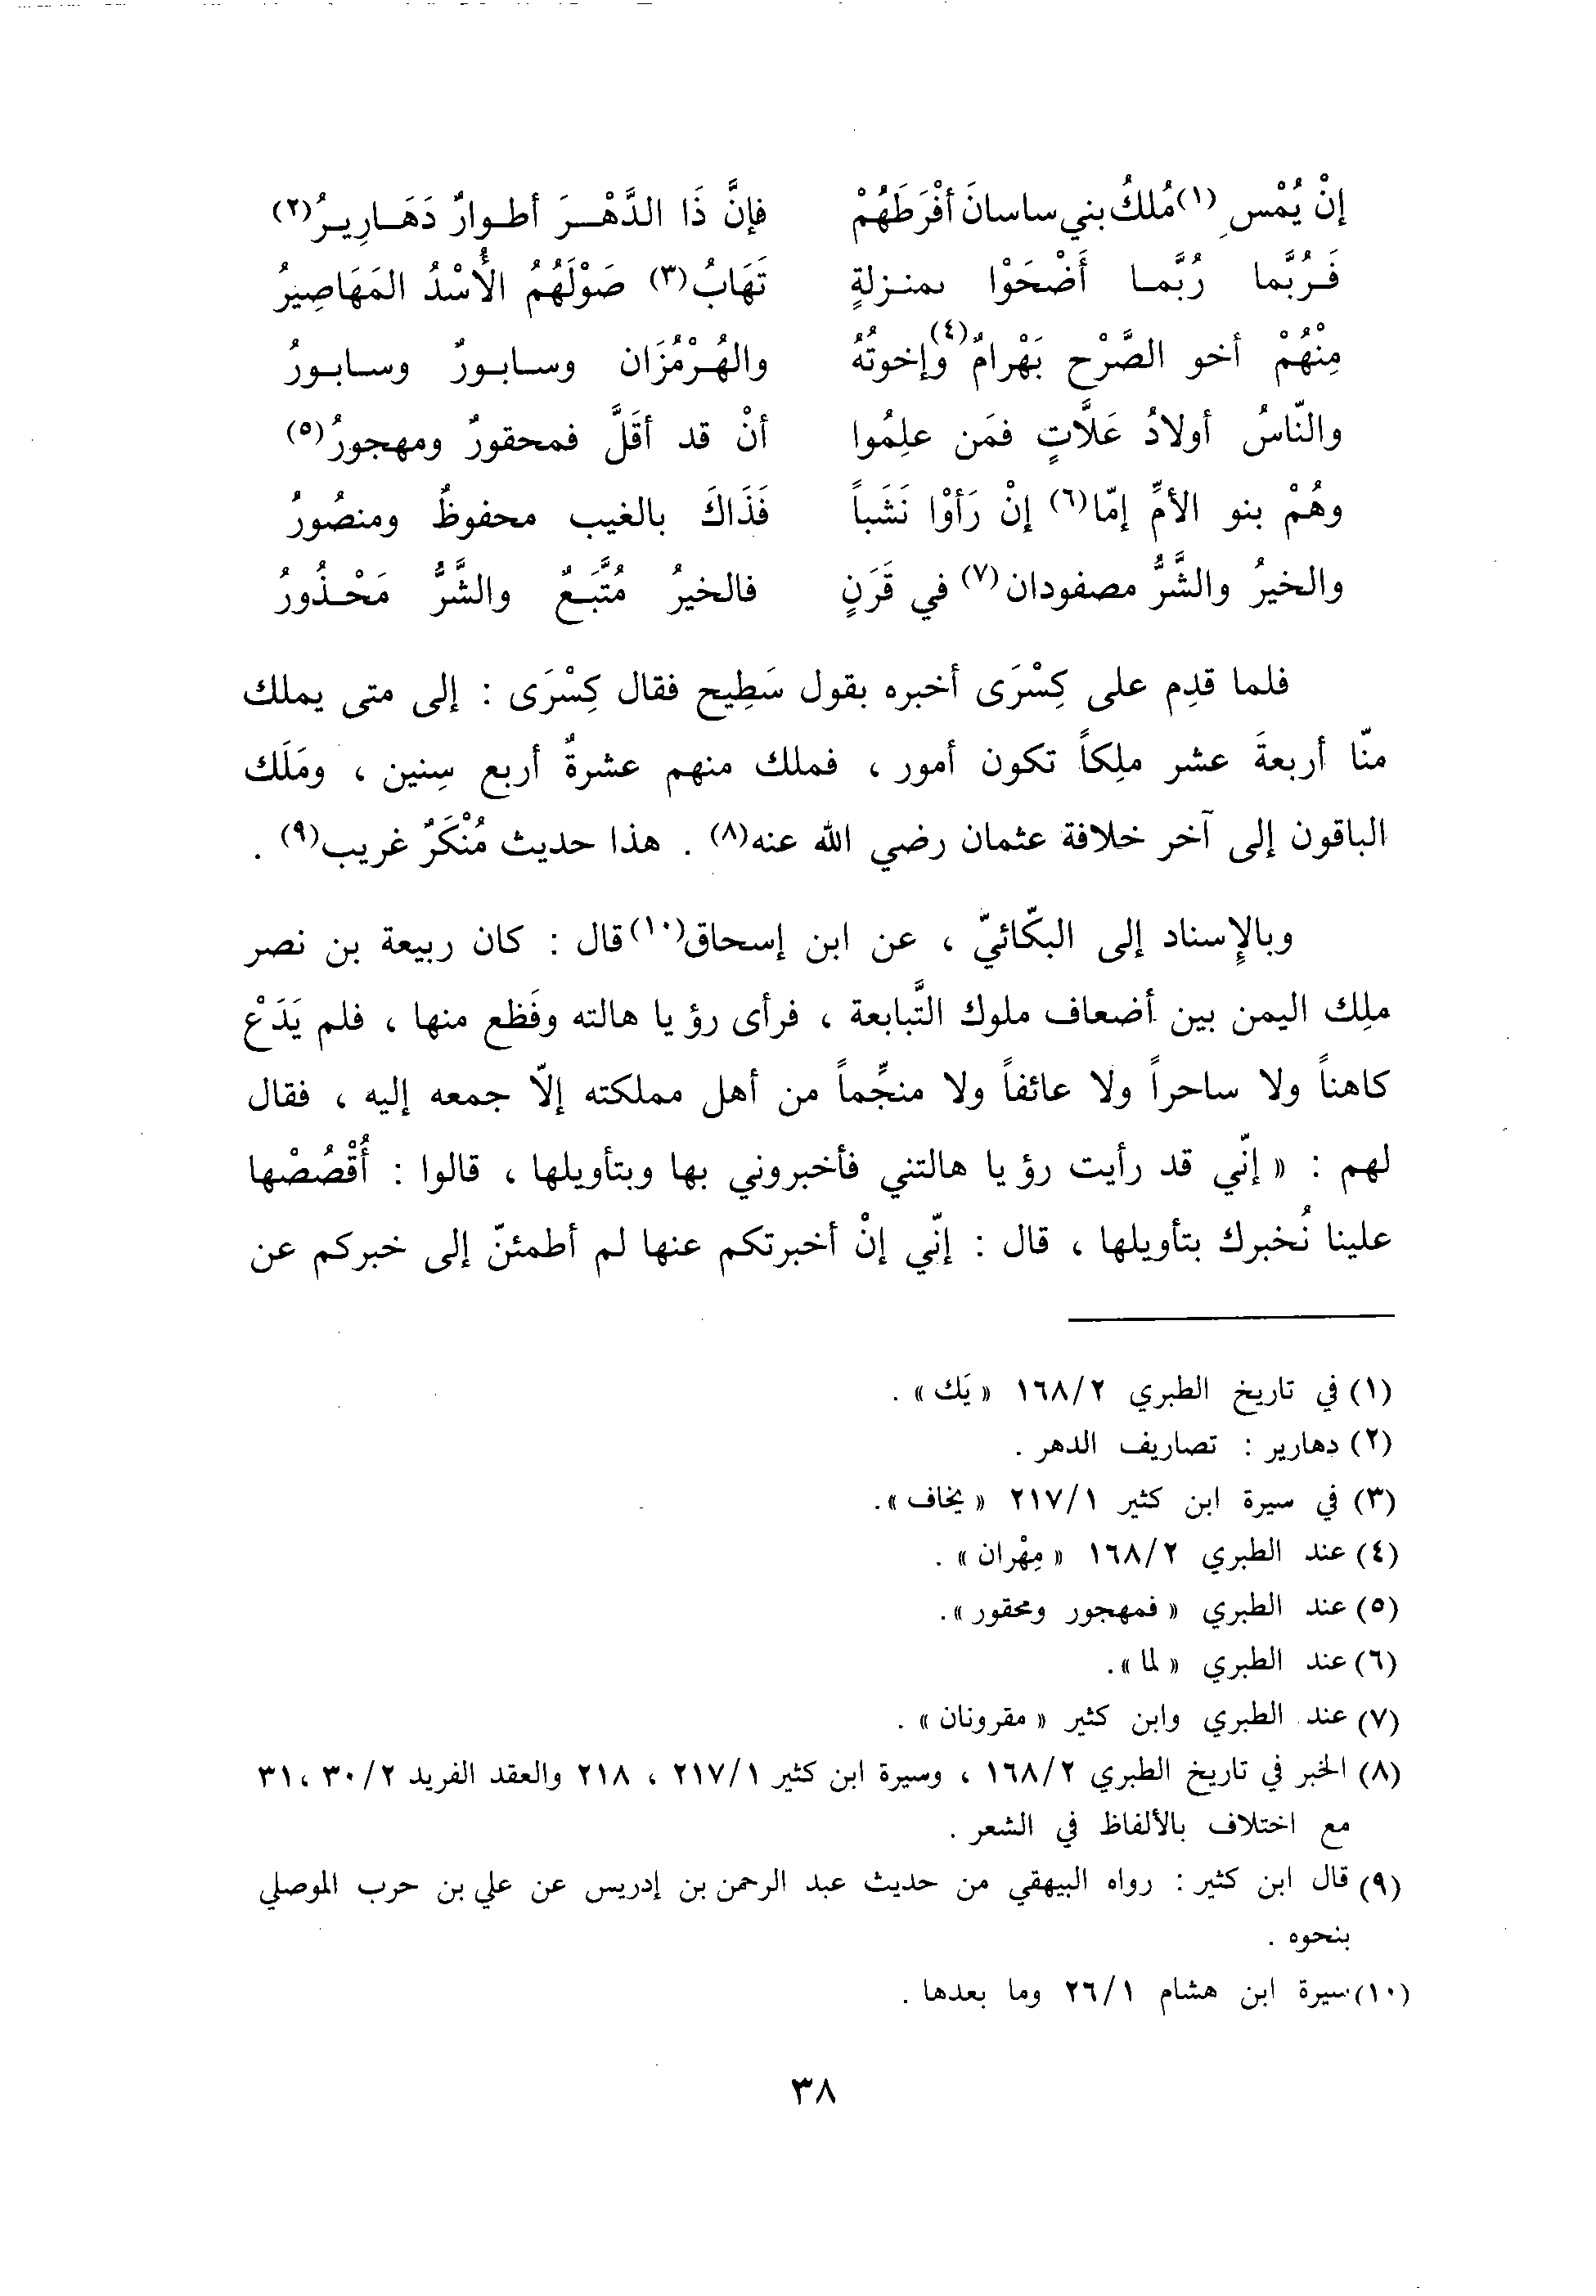 إنْ يُمْسِ (١) مُلكُ بني ساسانَ أفْرَطَهُمْ فإنَّ ذَا الدَّهْـرَ أطـوارٌ دَهَـارِيـرُ (٢)
فَـرُبَّما رُبَّمـا أَضْحَوْا بمنـزلةٍ تَهَابُ (٣) صَوْلَهُمُ الأُسْدُ المَهَاصِيرُ
مِنْهُمْ أخو الصَّرْح بَهْرامٌ (٤) وإخوتُهُ والهُـرْمُزَان وسـابـورٌ وسـابـورُ
والنّاسُ أولادُ عَلَّاتٍ فمَن علِمُوا أنْ قد أقَلَّ فمحقورٌ ومهجورُ (٥)
وهُمْ بنو الأمِّ إمّا (٦) إنْ رَأوْا نَشَباً فَذَاكَ بالغيب محفوظٌ ومنصُورُ
والخيرُ والشَّرُّ مصفودان (٧) في قَرَنٍ فالخيرُ مُتَّبَـعٌ والشَّرُّ مَحْـذُورُ
فلما قدِم على كِسْرَى أخبره بقول سَطِيح فقال كِسْرَى : إلى متى يملك
منّا أربعةَ عشر ملِكاً تكون أمور ، فملك منهم عشرةٌ أربع سِنين ، ومَلَك
الباقون إلى آخر خلافة عثمان رضي الله عنه (٨) . هذا حديث مُنْكَرٌ غريب (٩) .
وبالإِسناد إلى البكّائيّ ، عن ابن إسحاق (١٠) قال : كان ربيعة بن نصر
ملِك اليمن بين أضعاف ملوك التَّبابعة ، فرأى رؤيا هالته وفَظع منها ، فلم يَدَعْ
كاهناً ولا ساحراً ولا عائفاً ولا منجِّماً من أهل مملكته إلّا جمعه إليه ، فقال
لهم : « إنّي قد رأيت رؤيا هالتني فأخبروني بها وبتأويلها ، قالوا : أُقْصُصْها
علينا نُخبرك بتأويلها ، قال : إنّي إنْ أخبرتكم عنها لم أطمئنّ إلى خبركم عن
(١) في تاريخ الطبري ١٦٨/٢ « يَك » .
(٢) دهارير : تصاريف الدهر .
(٣) في سيرة ابن كثير ٢١٧/١ « يخاف ».
(٤) عند الطبري ١٦٨/٢ « مِهْران » .
(٥) عند الطبري « فمهجور ومحقور ».
(٦) عند الطبري « لما ».
(٧) عند الطبري وابن كثير « مقرونان » .
(٨) الخبر في تاريخ الطبري ١٦٨/٢ ، وسيرة ابن كثير ٢١٧/١ ، ٢١٨ والعقد الفريد ٣٠/٢ ، ٣١
مع اختلاف بالألفاظ في الشعر .
(٩) قال ابن كثير : رواه البيهقي من حديث عبد الرحمن بن إدريس عن علي بن حرب الموصلي
بنحوه .
(١٠) سيرة ابن هشام ٢٦/١ وما بعدها .
٣٨